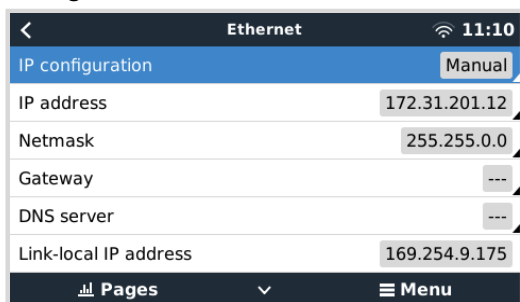 Ethernet 11:10
IP configuration Manual
IP address 172.31.201.12
Netmask 255.255.0.0
Gateway ---
DNS server ---
Link-local IP address 169.254.9.175
Pages Menu